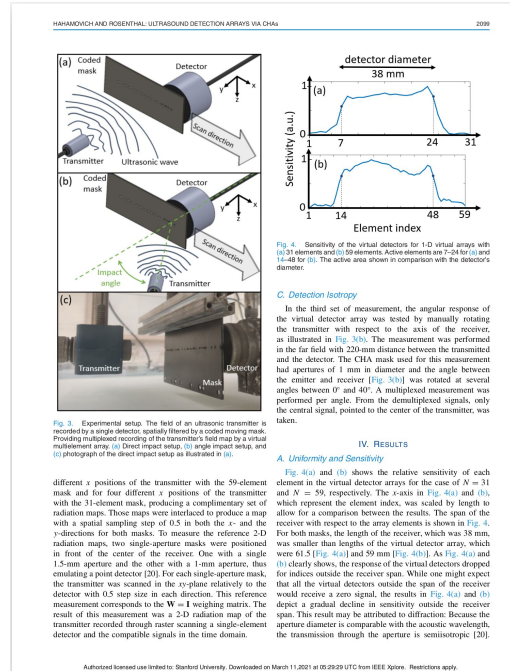 HAHAMOVICH AND ROSENTHAL: ULTRASOUND DETECTION ARRAYS VIA CHAs
2099
(a) Coded mask
Detector
y x z
Scan direction
Transmitter
Ultrasonic wave
(b) Coded mask
Detector
y x z
Scan direction
Impact angle
Transmitter
(c)
Transmitter
Detector
Mask
Fig. 3. Experimental setup. The field of an ultrasonic transmitter is
recorded by a single detector, spatially filtered by a coded moving mask.
Providing multiplexed recording of the transmitter's field map by a virtual
multielement array. (a) Direct impact setup, (b) angle impact setup, and
(c) photograph of the direct impact setup as illustrated in (a).
different x positions of the transmitter with the 59-element
mask and for four different x positions of the transmitter
with the 31-element mask, producing a complimentary set of
radiation maps. Those maps were interlaced to produce a map
with a spatial sampling step of 0.5 in both the x- and the
y-directions for both masks. To measure the reference 2-D
radiation maps, two single-aperture masks were positioned
in front of the center of the receiver. One with a single
1.5-mm aperture and the other with a 1-mm aperture, thus
emulating a point detector [20]. For each single-aperture mask,
the transmitter was scanned in the xy-plane relatively to the
detector with 0.5 step size in each direction. This reference
measurement corresponds to the W = I weighing matrix. The
result of this measurement was a 2-D radiation map of the
transmitter recorded through raster scanning a single-element
detector and the compatible signals in the time domain.
detector diameter
38 mm
1
(a)
0
1 7 24 31
Sensitivity (a.u.)
1
(b)
0
1 14 48 59
Element index
Fig. 4. Sensitivity of the virtual detectors for 1-D virtual arrays with
(a) 31 elements and (b) 59 elements. Active elements are 7–24 for (a) and
14–48 for (b). The active area shown in comparison with the detector's
diameter.
C. Detection Isotropy
In the third set of measurement, the angular response of
the virtual detector array was tested by manually rotating
the transmitter with respect to the axis of the receiver,
as illustrated in Fig. 3(b). The measurement was performed
in the far field with 220-mm distance between the transmitted
and the detector. The CHA mask used for this measurement
had apertures of 1 mm in diameter and the angle between
the emitter and receiver [Fig. 3(b)] was rotated at several
angles between 0° and 40°. A multiplexed measurement was
performed per angle. From the demultiplexed signals, only
the central signal, pointed to the center of the transmitter, was
taken.
IV. RESULTS
A. Uniformity and Sensitivity
Fig. 4(a) and (b) shows the relative sensitivity of each
element in the virtual detector arrays for the case of N = 31
and N = 59, respectively. The x-axis in Fig. 4(a) and (b),
which represent the element index, was scaled by length to
allow for a comparison between the results. The span of the
receiver with respect to the array elements is shown in Fig. 4.
For both masks, the length of the receiver, which was 38 mm,
was smaller than lengths of the virtual detector array, which
were 61.5 [Fig. 4(a)] and 59 mm [Fig. 4(b)]. As Fig. 4(a) and
(b) clearly shows, the response of the virtual detectors dropped
for indices outside the receiver span. While one might expect
that all the virtual detectors outside the span of the receiver
would receive a zero signal, the results in Fig. 4(a) and (b)
depict a gradual decline in sensitivity outside the receiver
span. This result may be attributed to diffraction: Because the
aperture diameter is comparable with the acoustic wavelength,
the transmission through the aperture is semiisotropic [20].
Authorized licensed use limited to: Stanford University. Downloaded on March 11,2021 at 05:29:29 UTC from IEEE Xplore. Restrictions apply.